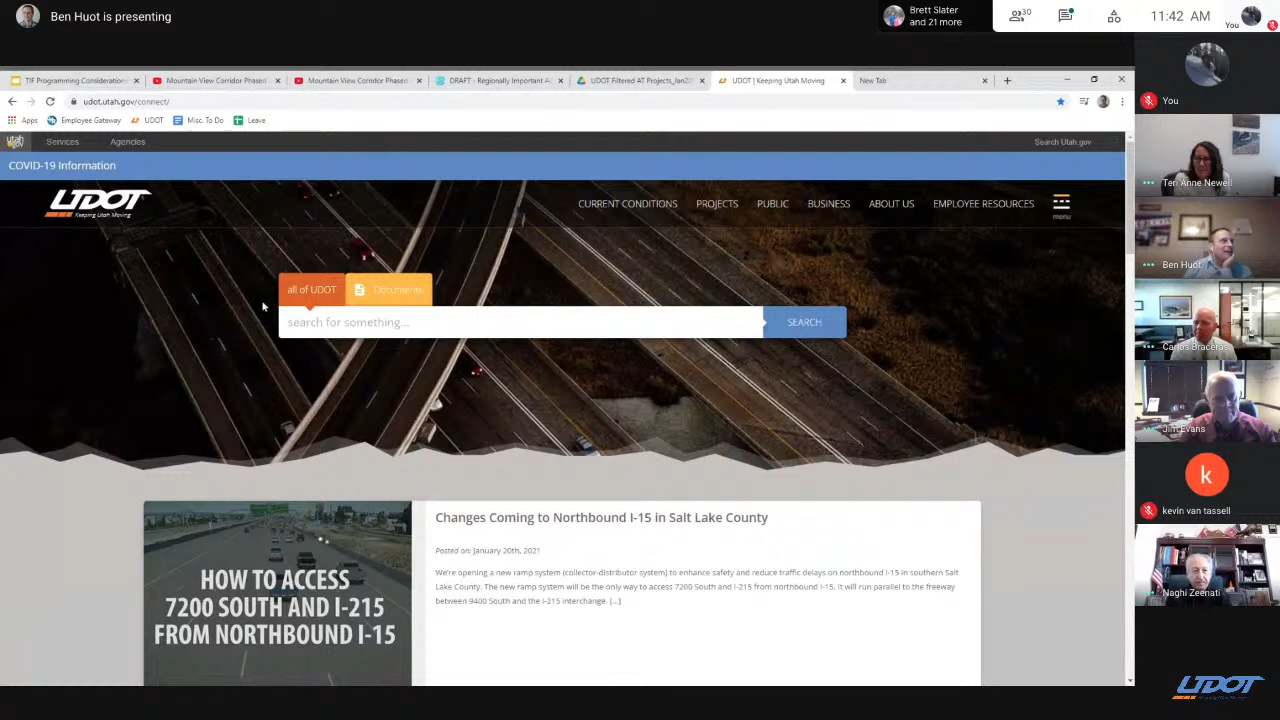 Ben Huot is presenting
Brett Slater
and 21 more
30
11:42 AM
You
TIF Programming Consideration
Mountain View Corridor Phased
Mountain View Corridor Phased
DRAFT - Regionally Important A
UDOT Filtered AT Projects_Jan2
UDOT | Keeping Utah Moving
New Tab
udot.utah.gov/connect/
Apps
Employee Gateway
UDOT
Misc. To Do
Leave
Services
Agencies
Search Utah.gov
COVID-19 Information
UDOT
Keeping Utah Moving
CURRENT CONDITIONS
PROJECTS
PUBLIC
BUSINESS
ABOUT US
EMPLOYEE RESOURCES
menu
all of UDOT
Documents
search for something...
SEARCH
HOW TO ACCESS
7200 SOUTH AND I-215
FROM NORTHBOUND I-15
Changes Coming to Northbound I-15 in Salt Lake County
Posted on: January 20th, 2021
We're opening a new ramp system (collector-distributor system) to enhance safety and reduce traffic delays on northbound I-15 in southern Salt
Lake County. The new ramp system will be the only way to access 7200 South and I-215 from northbound I-15. It will run parallel to the freeway
between 9400 South and the I-215 interchange. [...]
You
Teri Anne Newell
Ben Huot
Carlos Braceras
Jim Evans
k
kevin van tassell
Naghi Zeenati
UDOT